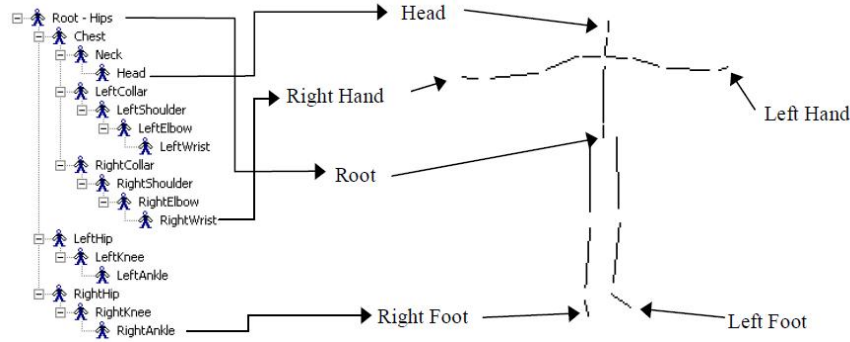 Root - Hips
Chest
Neck
Head
LeftCollar
LeftShoulder
LeftElbow
LeftWrist
RightCollar
RightShoulder
RightElbow
RightWrist
LeftHip
LeftKnee
LeftAnkle
RightHip
RightKnee
RightAnkle
Head
Right Hand
Left Hand
Root
Right Foot
Left Foot